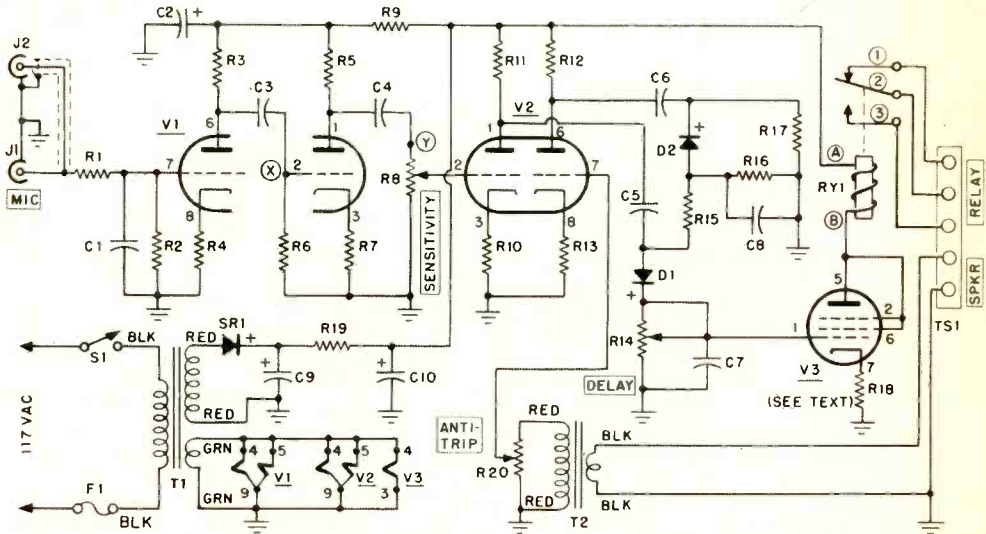 C2 +
R9
J2
R3
R5
R11
R12
C6
1
2
3
C3
C4
V2
V1
6
1
1
6
+
R17
Y
D2
A
J1
R1
7
X
2
R8
2
7
R16
RY1
RELAY
MIC
C5
R15
B
8
3
3
8
C8
C1
R2
R4
R6
R7
SENSITIVITY
R10
R13
D1
5
SPKR
+
2
TS1
SR1
R14
1
6
S1
BLK
RED
+
R19
C7
7
+
+
DELAY
V3
R18
C9
C10
(SEE TEXT)
117 VAC
RED
ANTI-
TRIP
RED
BLK
GRN
4
5
4
5
4
R20
V1
V2
V3
F1
T1
GRN
9
9
3
RED
BLK
BLK
T2